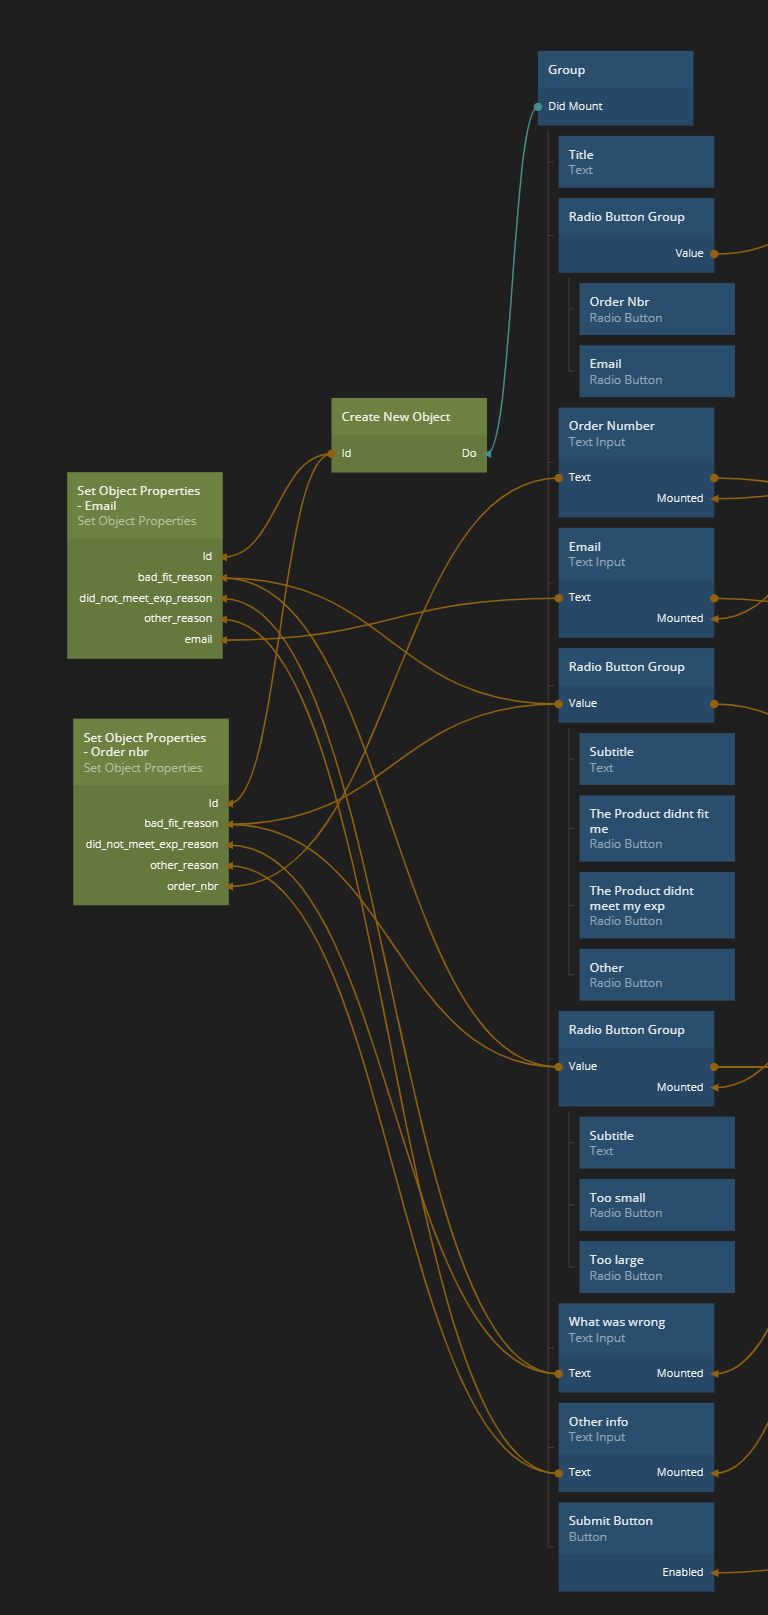 Group
Did Mount
Title
Text
Radio Button Group
Value
Order Nbr
Radio Button
Email
Radio Button
Create New Object
Id Do
Order Number
Text Input
Text
Mounted
Set Object Properties
- Email
Set Object Properties
Id
bad_fit_reason
did_not_meet_exp_reason
other_reason
email
Email
Text Input
Text
Mounted
Radio Button Group
Value
Set Object Properties
- Order nbr
Set Object Properties
Id
bad_fit_reason
did_not_meet_exp_reason
other_reason
order_nbr
Subtitle
Text
The Product didnt fit
me
Radio Button
The Product didnt
meet my exp
Radio Button
Other
Radio Button
Radio Button Group
Value
Mounted
Subtitle
Text
Too small
Radio Button
Too large
Radio Button
What was wrong
Text Input
Text Mounted
Other info
Text Input
Text Mounted
Submit Button
Button
Enabled